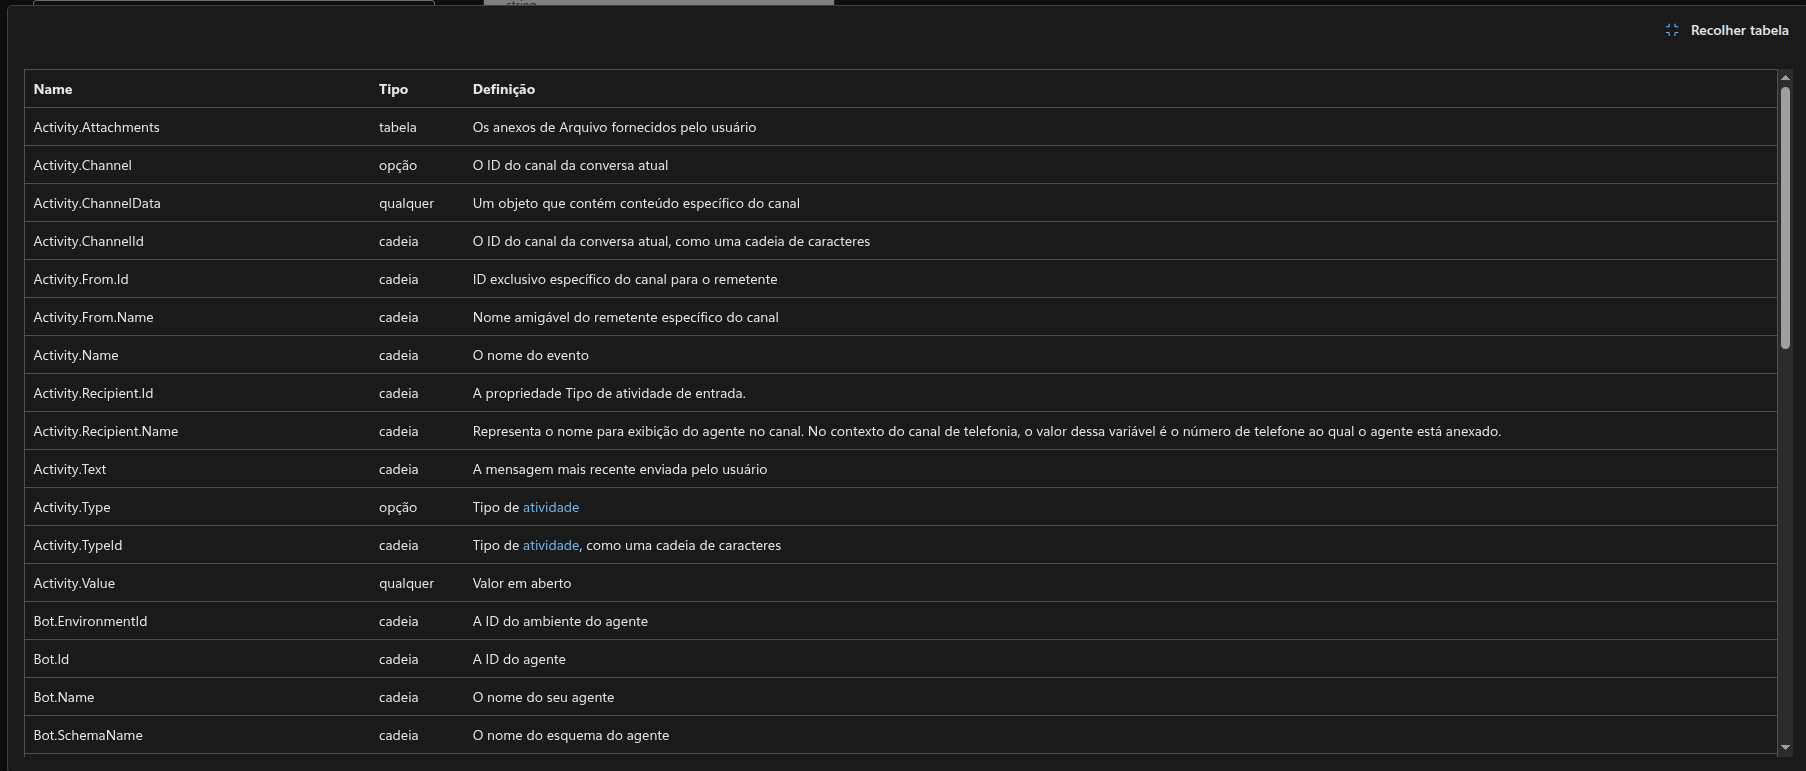 string
Recolher tabela
Name Tipo Definição
Activity.Attachments tabela Os anexos de Arquivo fornecidos pelo usuário
Activity.Channel opção O ID do canal da conversa atual
Activity.ChannelData qualquer Um objeto que contém conteúdo específico do canal
Activity.ChannelId cadeia O ID do canal da conversa atual, como uma cadeia de caracteres
Activity.From.Id cadeia ID exclusivo específico do canal para o remetente
Activity.From.Name cadeia Nome amigável do remetente específico do canal
Activity.Name cadeia O nome do evento
Activity.Recipient.Id cadeia A propriedade Tipo de atividade de entrada.
Activity.Recipient.Name cadeia Representa o nome para exibição do agente no canal. No contexto do canal de telefonia, o valor dessa variável é o número de telefone ao qual o agente está anexado.
Activity.Text cadeia A mensagem mais recente enviada pelo usuário
Activity.Type opção Tipo de atividade
Activity.TypeId cadeia Tipo de atividade, como uma cadeia de caracteres
Activity.Value qualquer Valor em aberto
Bot.EnvironmentId cadeia A ID do ambiente do agente
Bot.Id cadeia A ID do agente
Bot.Name cadeia O nome do seu agente
Bot.SchemaName cadeia O nome do esquema do agente